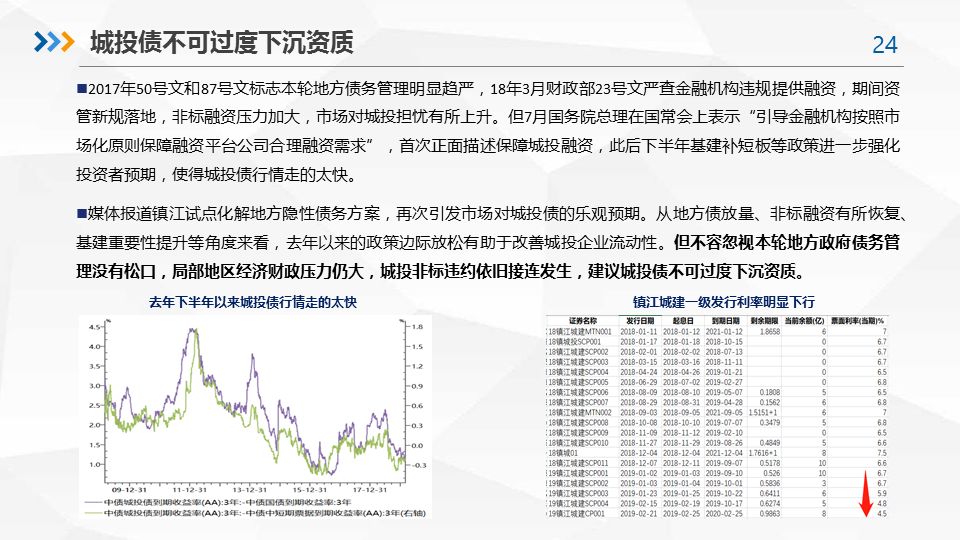 城投债不可过度下沉资质
24
■2017年50号文和87号文标志本轮地方债务管理明显趋严，18年3月财政部23号文严查金融机构违规提供融资，期间资
管新规落地，非标融资压力加大，市场对城投担忧有所上升。但7月国务院总理在国常会上表示“引导金融机构按照市
场化原则保障融资平台公司合理融资需求”，首次正面描述保障城投融资，此后下半年基建补短板等政策进一步强化
投资者预期，使得城投债行情走的太快。
■媒体报道镇江试点化解地方隐性债务方案，再次引发市场对城投债的乐观预期。从地方债放量、非标融资有所恢复、
基建重要性提升等角度来看，去年以来的政策边际放松有助于改善城投企业流动性。但不容忽视本轮地方政府债务管
理没有松口，局部地区经济财政压力仍大，城投非标违约依旧接连发生，建议城投债不可过度下沉资质。
去年下半年以来城投债行情走的太快
4.5 1.8
4.0 1.5
3.5 1.2
3.0 0.9
2.5 0.6
2.0 0.3
1.5 0.0
1.0 -0.3
09-12-31 11-12-31 13-12-31 15-12-31 17-12-31
中债城投债到期收益率(AA):3年:-中债国债到期收益率:3年
中债城投债到期收益率(AA):3年:-中债中短期票据到期收益率(AA):3年(右轴)
镇江城建一级发行利率明显下行
证券名称 发行日期 起息日 到期日期 剩余期限 当前余额(亿) 票面利率(当期)%
18镇江城建MTN001 2018-01-11 2018-01-12 2021-01-12 1.8658 6 7
18镇城投SCP001 2018-01-17 2018-01-18 2018-10-15 0 6.7
18镇江城建SCP002 2018-02-01 2018-02-02 2018-07-13 0 6.7
18镇江城建SCP003 2018-03-15 2018-03-16 2018-11-11 0 6.7
18镇江城建SCP004 2018-04-24 2018-04-26 2019-01-21 0 6.5
18镇江城建SCP005 2018-06-29 2018-07-02 2019-02-27 0 6.8
18镇江城建SCP006 2018-08-09 2018-08-10 2019-05-07 0.1808 5 6.5
18镇江城建SCP007 2018-08-29 2018-08-31 2019-04-28 0.1562 6 6.8
18镇江城建MTN002 2018-09-03 2018-09-05 2021-09-05 1.5151+1 6 7
18镇江城建SCP008 2018-10-08 2018-10-10 2019-07-07 0.3479 5 6.8
18镇江城建SCP009 2018-11-09 2018-11-12 2019-02-10 5 6.5
18镇江城建SCP010 2018-11-27 2018-11-29 2019-08-26 0.4849 5 6.6
18镇城01 2018-12-04 2018-12-04 2021-12-04 1.7616+1 8 7.5
18镇江城建SCP011 2018-12-07 2018-12-11 2019-09-07 0.5178 10 6.6
19镇江城建SCP001 2019-01-02 2019-01-03 2019-09-10 0.526 10 6.7
19镇江城建SCP002 2019-01-03 2019-01-04 2019-10-01 0.5836 3 6.7
19镇江城建SCP003 2019-01-23 2019-01-25 2019-10-22 0.6411 6 5.9
19镇江城建SCP004 2019-02-15 2019-02-19 2019-10-17 0.6274 5 4.8
19镇江城建CP001 2019-02-21 2019-02-25 2020-02-25 0.9863 8 4.5